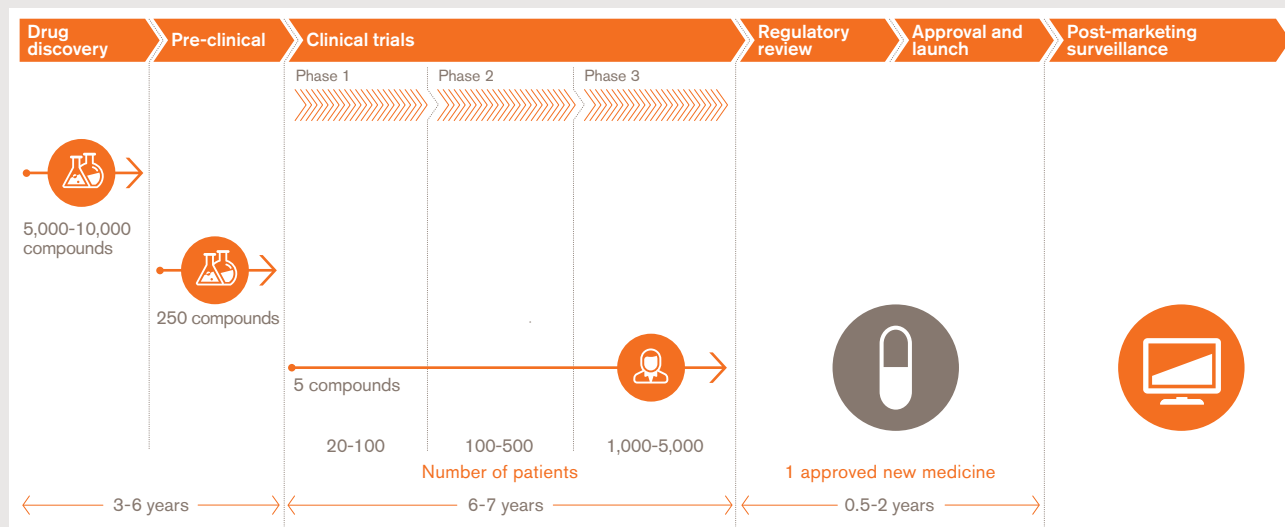 Drug
discovery
Pre-clinical
Clinical trials
Regulatory
review
Approval and
launch
Post-marketing
surveillance
Phase 1
Phase 2
Phase 3
5,000-10,000
compounds
250 compounds
5 compounds
20-100
100-500
1,000-5,000
Number of patients
1 approved new medicine
3-6 years
6-7 years
0.5-2 years